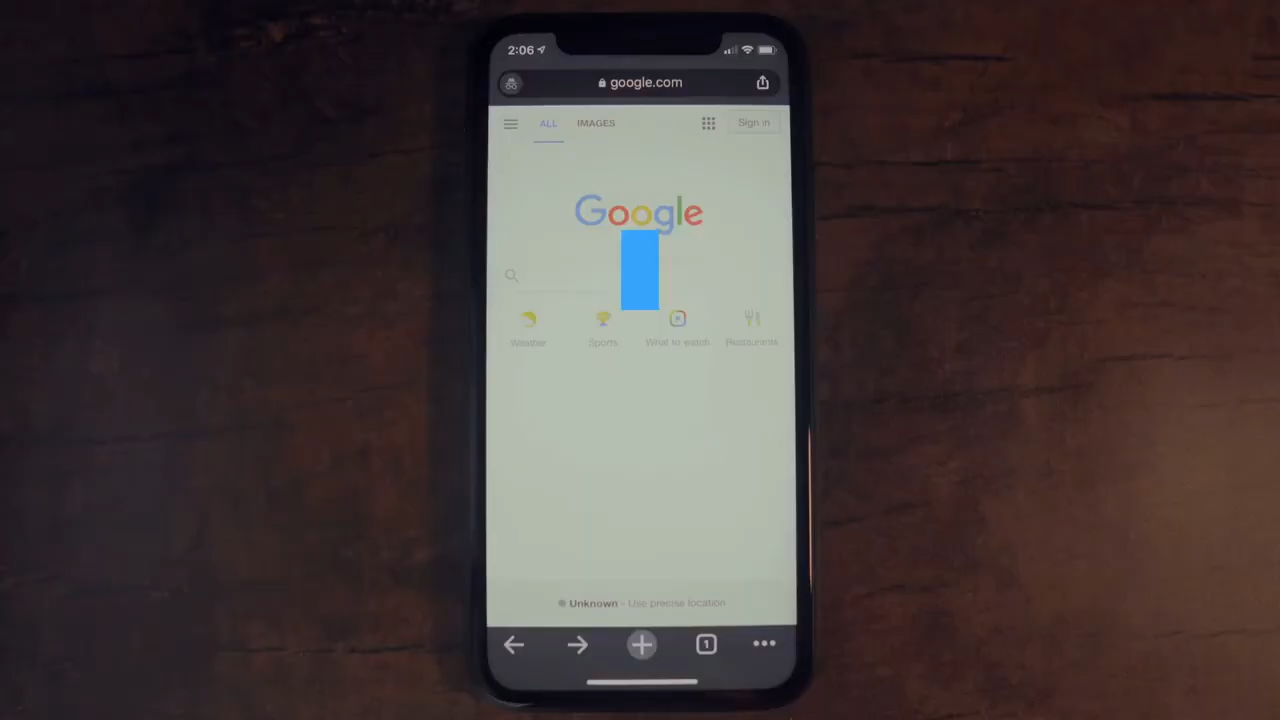 2:06
google.com
ALL IMAGES Sign in
Google
Weather Sports What to watch Restaurants
Unknown - Use precise location
1